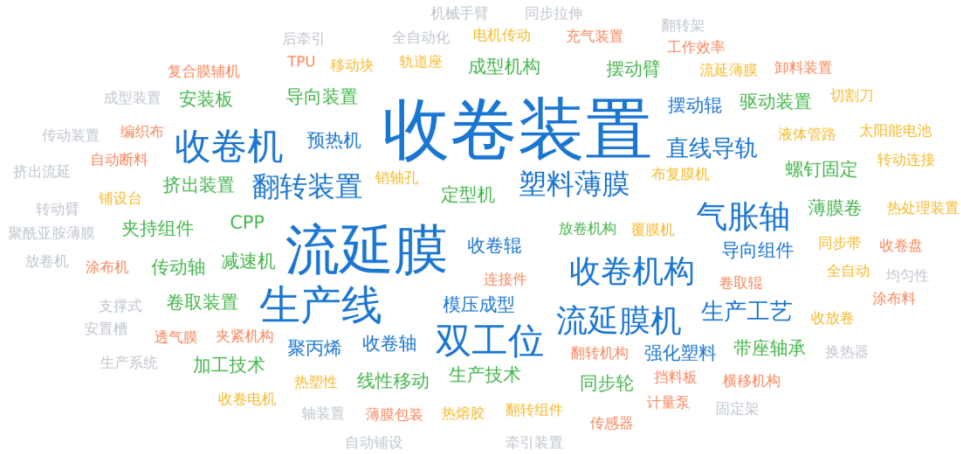 机械手臂 同步拉伸
后牵引 全自动化 电机传动 充气装置 翻转架
工作效率
复合膜辅机 TPU 移动块 轨道座 成型机构 摆动臂 流延薄膜 卸料装置
成型装置 安装板 导向装置 摆动辊 驱动装置 切割刀
收卷装置
传动装置 编织布 收卷机 预热机 直线导轨 液体管路 太阳能电池
自动断料 转动连接
挤出流延 挤出装置 翻转装置 销轴孔 塑料薄膜 布复膜机 螺钉固定
铺设台 定型机
转动臂 气胀轴 薄膜卷 热处理装置
聚酰亚胺薄膜 夹持组件 CPP 放卷机构 覆膜机
流延膜 收卷辊 导向组件 同步带 收卷盘
放卷机 涂布机 传动轴 减速机 连接件 收卷机构 卷取辊 全自动 均匀性
支撑式 卷取装置 生产线 模压成型 流延膜机 生产工艺 收放卷 涂布料
安置槽 透气膜 夹紧机构
聚丙烯 收卷轴 双工位 翻转机构 强化塑料 带座轴承 换热器
生产系统 加工技术 热塑性 线性移动 生产技术 同步轮 挡料板 横移机构
收卷电机 轴装置 薄膜包装 热熔胶 翻转组件 计量泵 固定架
传感器
自动铺设 牵引装置